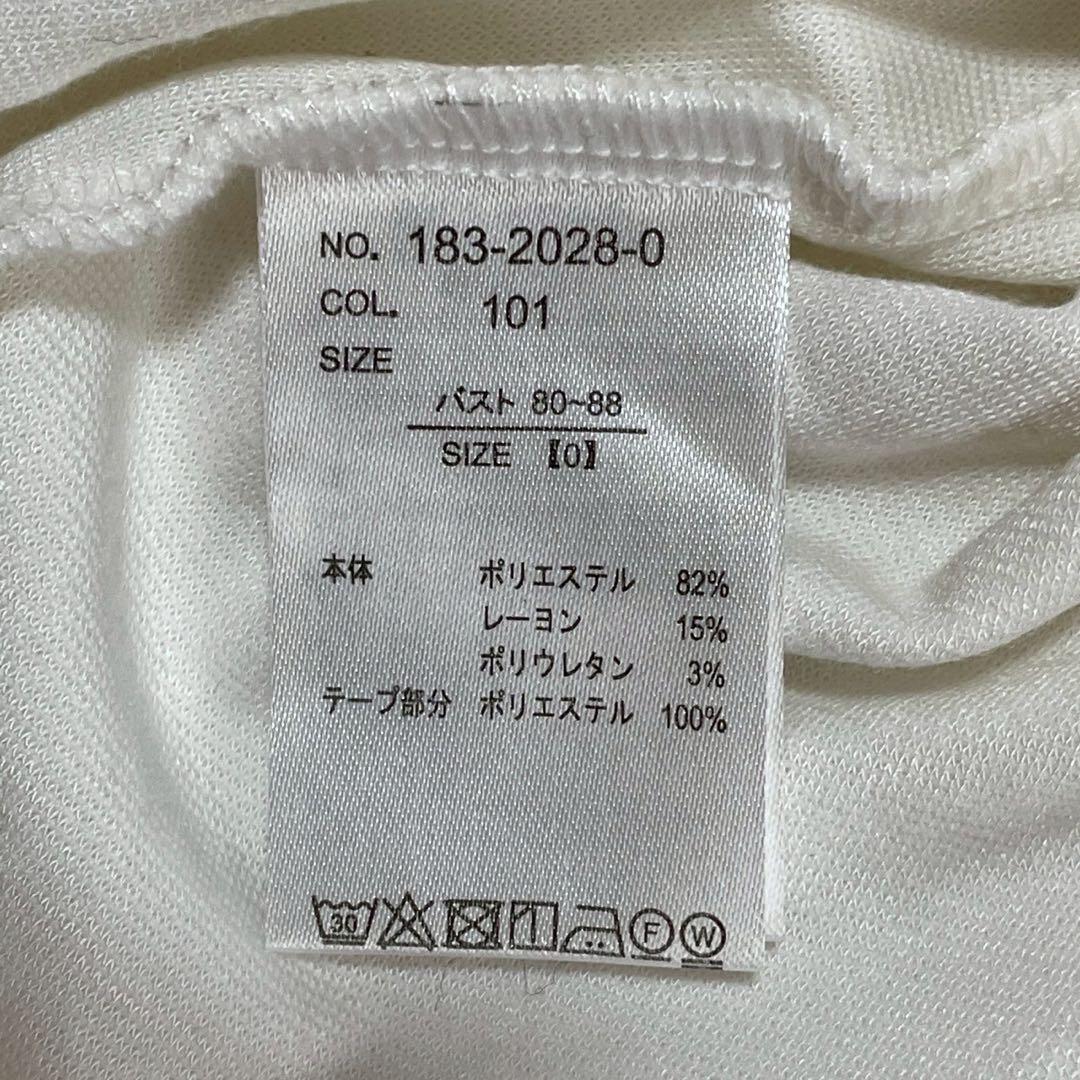 NO. 183-2028-0
COL. 101
SIZE
バスト 80~88
SIZE 【0】
本体 ポリエステル 82%
レーヨン 15%
ポリウレタン 3%
テープ部分 ポリエステル 100%
30 F W